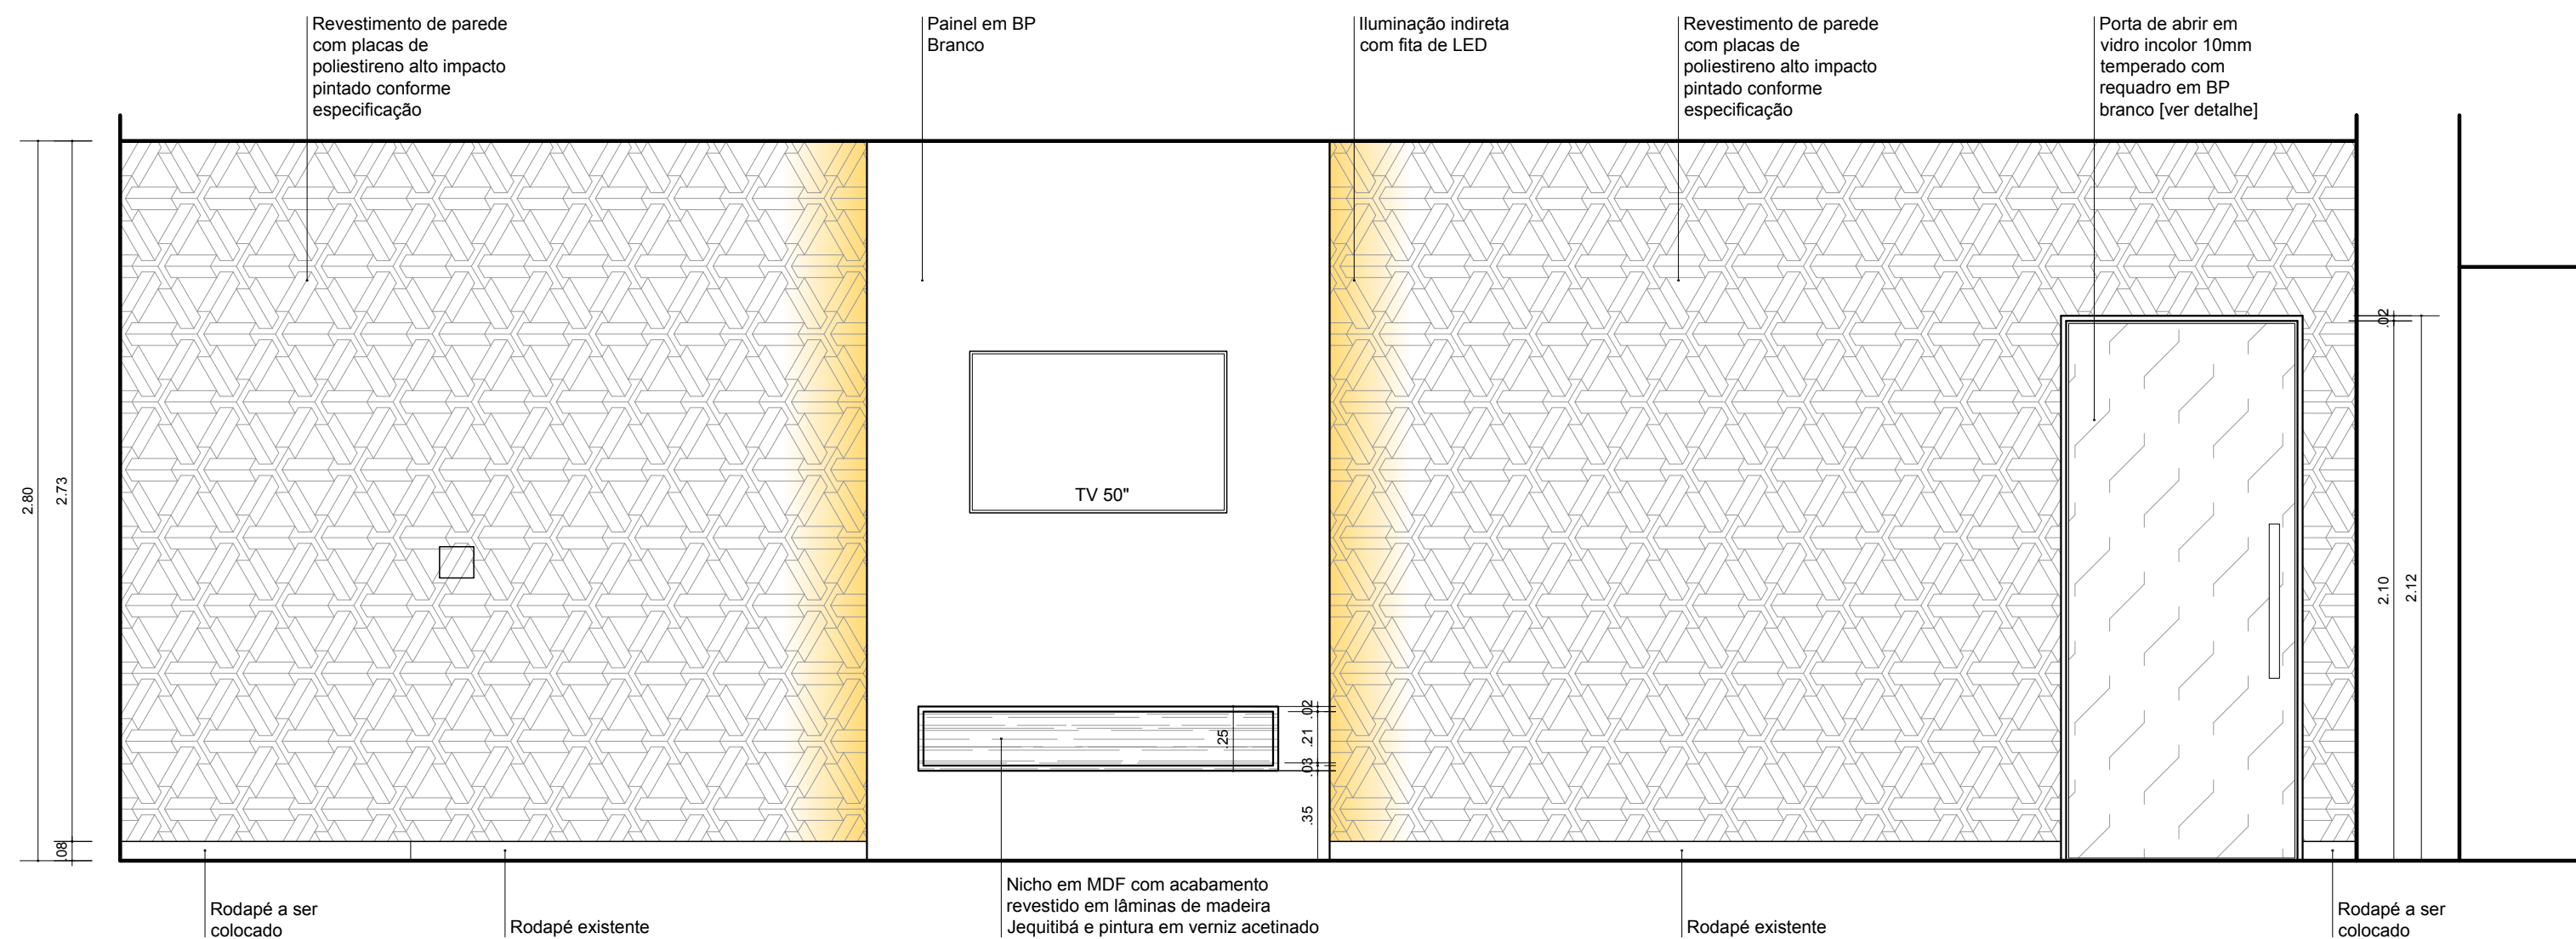 Revestimento de parede
com placas de
poliestireno alto impacto
pintado conforme
especificação
Painel em BP
Branco
Iluminação indireta
com fita de LED
Revestimento de parede
com placas de
poliestireno alto impacto
pintado conforme
especificação
Porta de abrir em
vidro incolor 10mm
temperado com
requadro em BP
branco [ver detalhe]
2.80
2.73
.08
TV 50"
.25
.02
.21
.03
.35
.02
2.10
2.12
Rodapé a ser
colocado
Rodapé existente
Nicho em MDF com acabamento
revestido em lâminas de madeira
Jequitibá e pintura em verniz acetinado
Rodapé existente
Rodapé a ser
colocado